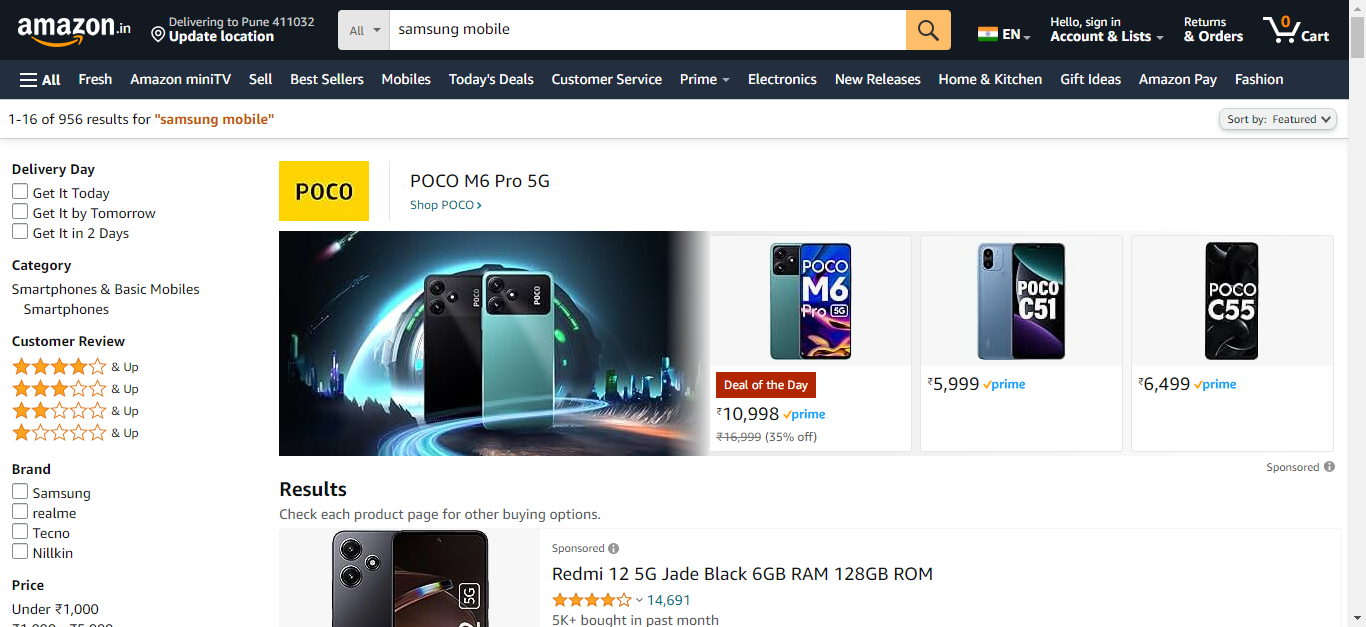 amazon.in
Delivering to Pune 411032
Update location
All
samsung mobile
EN
Hello, sign in
Account & Lists
Returns
& Orders
0
Cart
All Fresh Amazon miniTV Sell Best Sellers Mobiles Today's Deals Customer Service Prime Electronics New Releases Home & Kitchen Gift Ideas Amazon Pay Fashion
1-16 of 956 results for "samsung mobile"
Sort by: Featured
Delivery Day
Get It Today
Get It by Tomorrow
Get It in 2 Days
Category
Smartphones & Basic Mobiles
Smartphones
Customer Review
& Up
& Up
& Up
& Up
Brand
Samsung
realme
Tecno
Nillkin
Price
Under ₹1,000
₹1,000 - ₹5,000
POCO
POCO M6 Pro 5G
Shop POCO
POCO
POCO
POCO
M6
Pro 5G
Deal of the Day
₹10,998 prime
₹16,999 (35% off)
POCO
C51
₹5,999 prime
POCO
C55
₹6,499 prime
Sponsored
Results
Check each product page for other buying options.
5G
Sponsored
Redmi 12 5G Jade Black 6GB RAM 128GB ROM
14,691
5K+ bought in past month